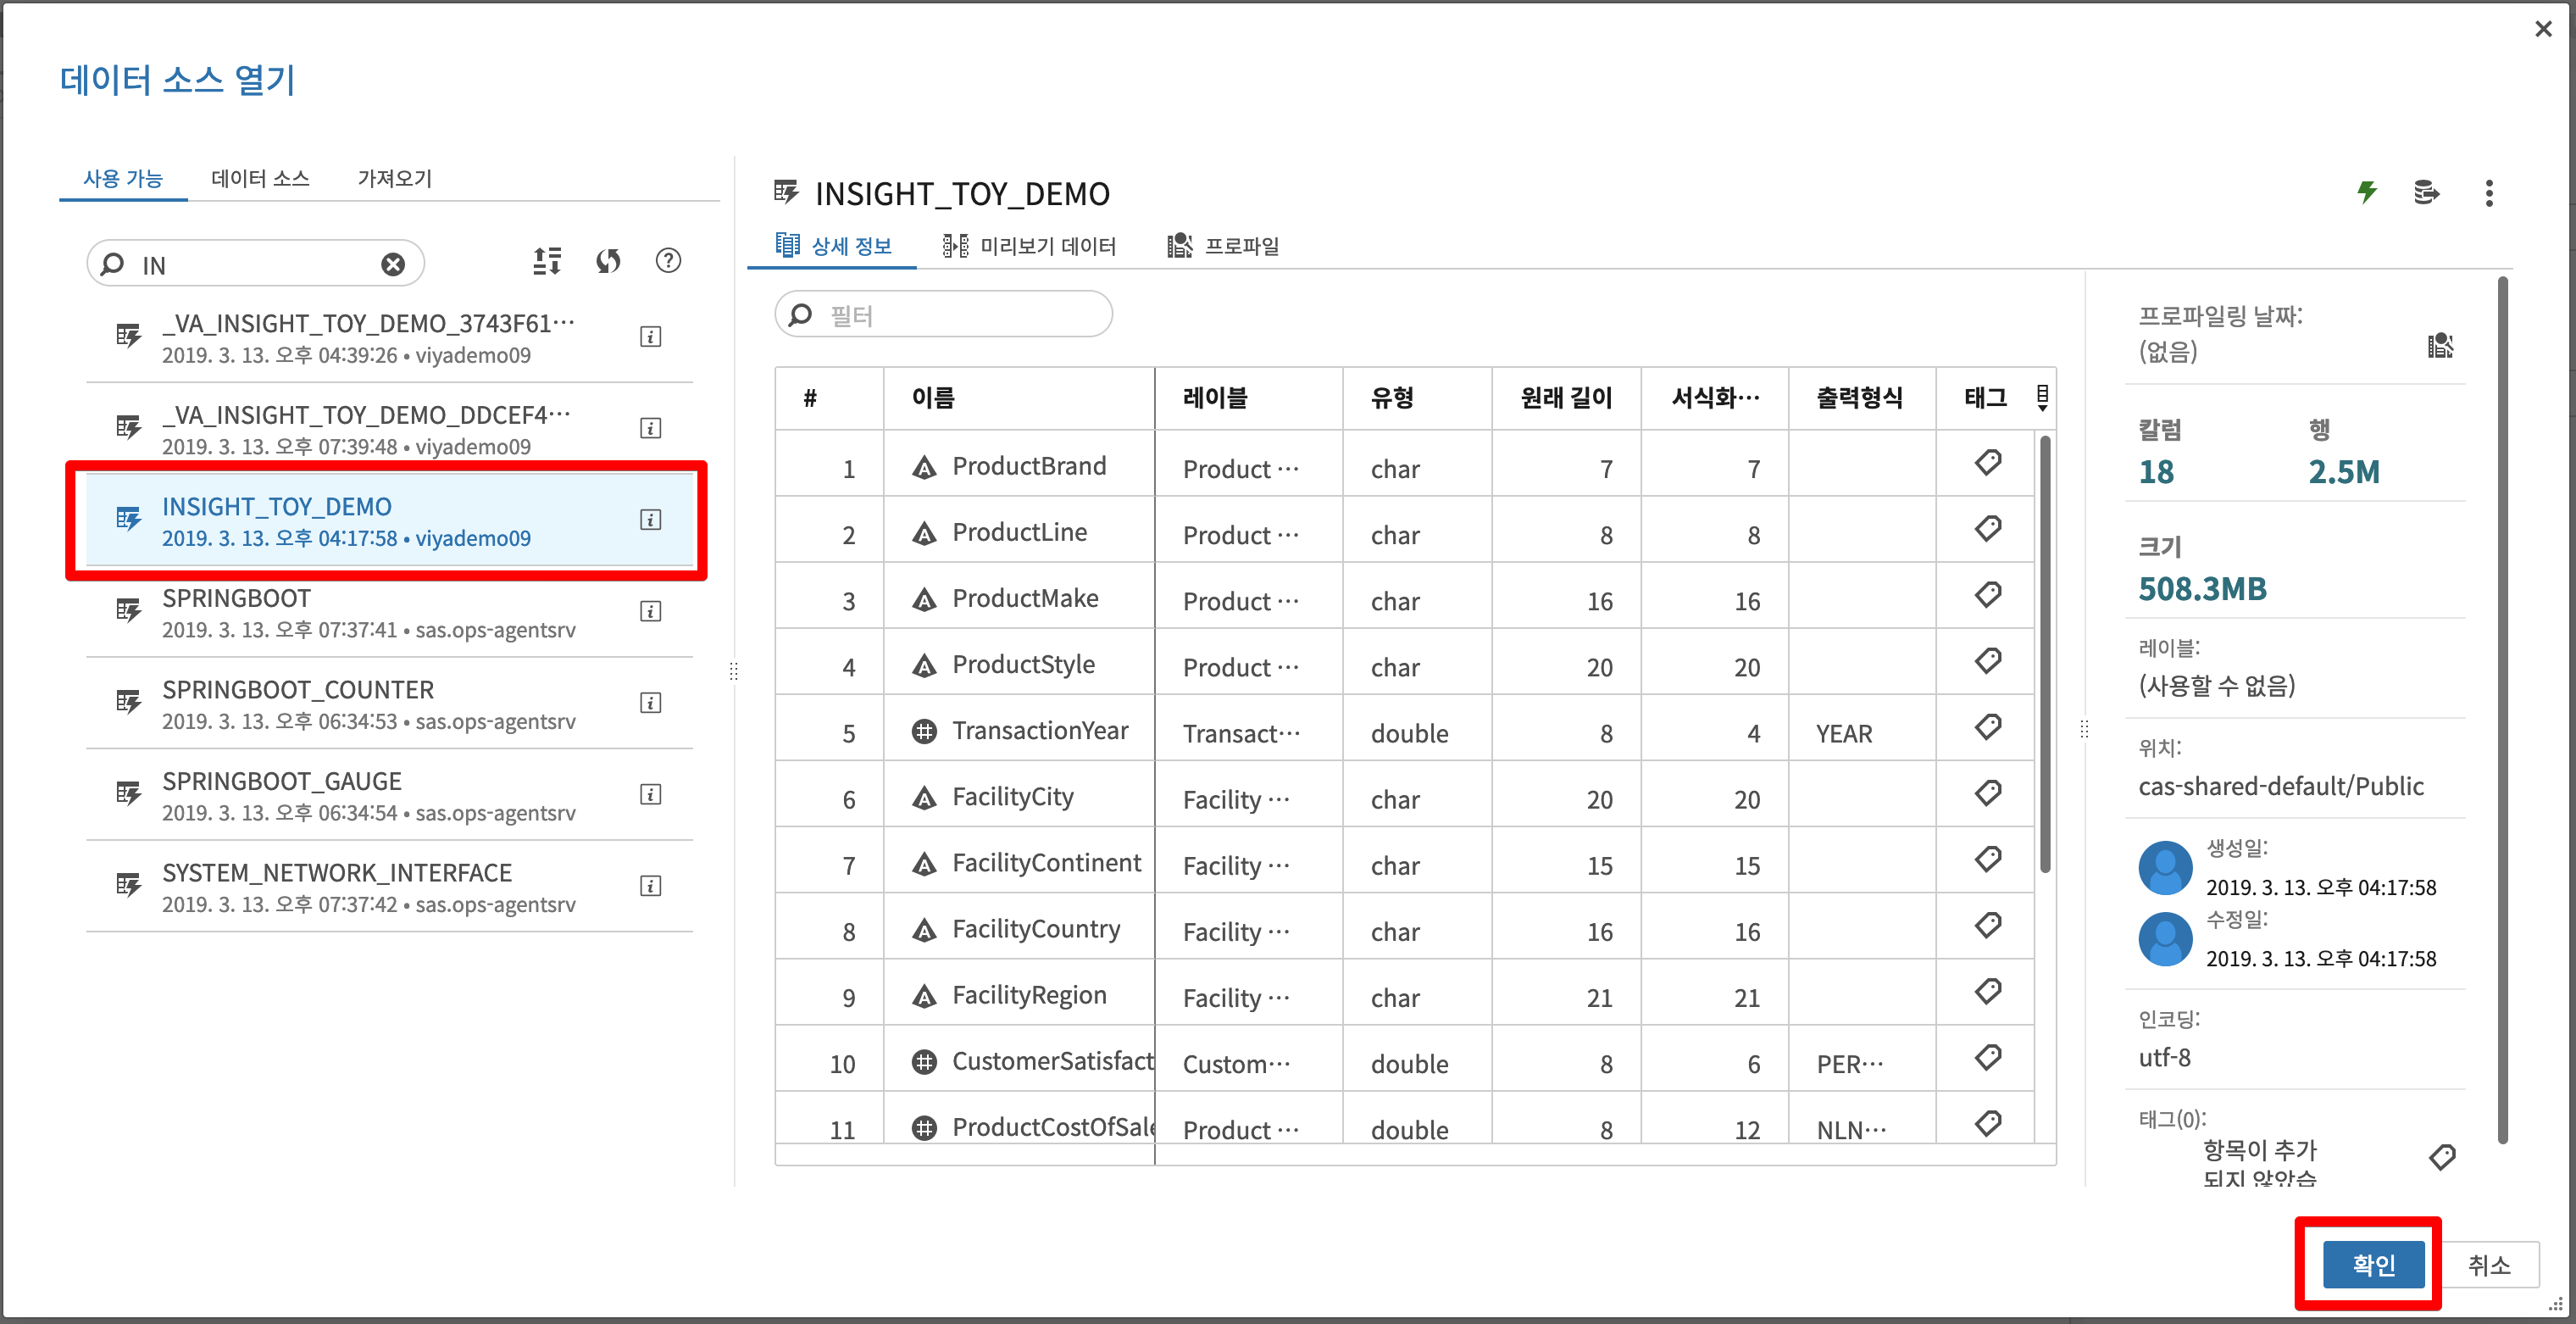 데이터 소스 열기
사용 가능 데이터 소스 가져오기
IN
_VA_INSIGHT_TOY_DEMO_3743F61···
2019. 3. 13. 오후 04:39:26 • viyademo09
_VA_INSIGHT_TOY_DEMO_DDCEF4···
2019. 3. 13. 오후 07:39:48 • viyademo09
INSIGHT_TOY_DEMO
2019. 3. 13. 오후 04:17:58 • viyademo09
SPRINGBOOT
2019. 3. 13. 오후 07:37:41 • sas.ops-agentsrv
SPRINGBOOT_COUNTER
2019. 3. 13. 오후 06:34:53 • sas.ops-agentsrv
SPRINGBOOT_GAUGE
2019. 3. 13. 오후 06:34:54 • sas.ops-agentsrv
SYSTEM_NETWORK_INTERFACE
2019. 3. 13. 오후 07:37:42 • sas.ops-agentsrv
INSIGHT_TOY_DEMO
상세 정보 미리보기 데이터 프로파일
필터
# 이름 레이블 유형 원래 길이 서식화··· 출력형식 태그
1 ProductBrand Product ··· char 7 7
2 ProductLine Product ··· char 8 8
3 ProductMake Product ··· char 16 16
4 ProductStyle Product ··· char 20 20
5 TransactionYear Transact··· double 8 4 YEAR
6 FacilityCity Facility ··· char 20 20
7 FacilityContinent Facility ··· char 15 15
8 FacilityCountry Facility ··· char 16 16
9 FacilityRegion Facility ··· char 21 21
10 CustomerSatisfact Custom··· double 8 6 PER···
11 ProductCostOfSale Product ··· double 8 12 NLN···
프로파일링 날짜:
(없음)
칼럼 행
18 2.5M
크기
508.3MB
레이블:
(사용할 수 없음)
위치:
cas-shared-default/Public
생성일:
2019. 3. 13. 오후 04:17:58
수정일:
2019. 3. 13. 오후 04:17:58
인코딩:
utf-8
태그(0):
항목이 추가
되지 않았습
확인 취소